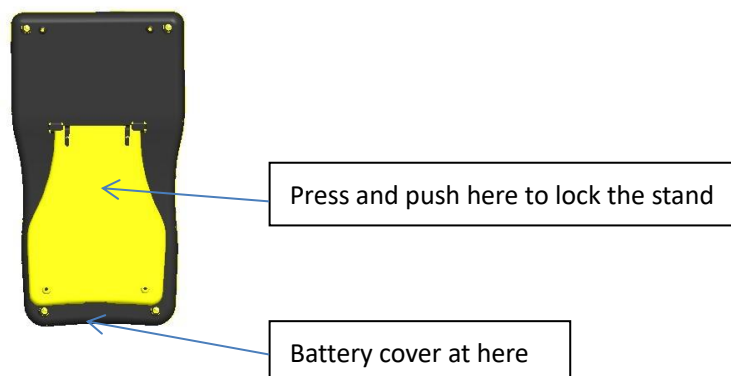 Press and push here to lock the stand
Battery cover at here